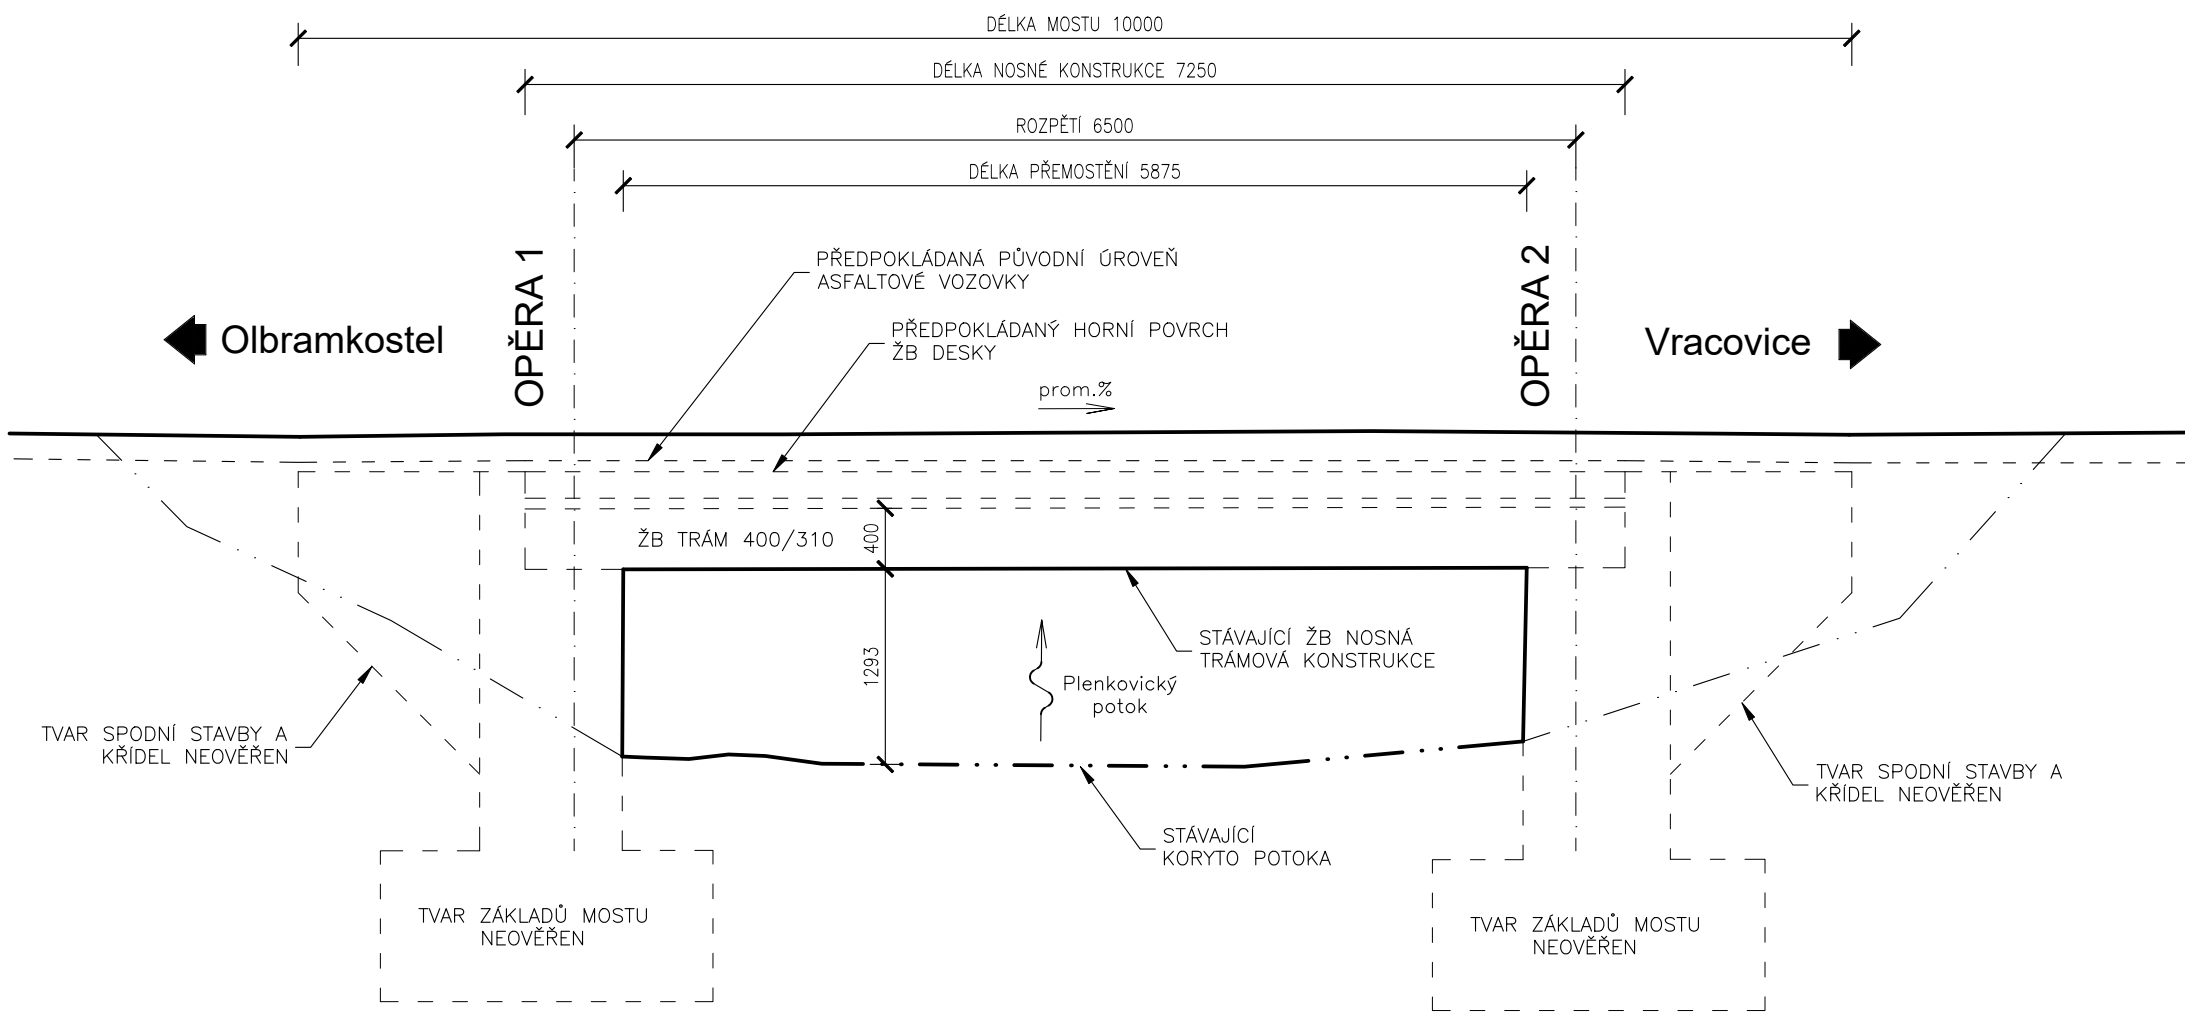 DÉLKA MOSTU 10000
DÉLKA NOSNÉ KONSTRUKCE 7250
ROZPĚTÍ 6500
DÉLKA PŘEMOSTĚNÍ 5875
OPĚRA 1
OPĚRA 2
PŘEDPOKLÁDANÁ PŮVODNÍ ÚROVEŇ
ASFALTOVÉ VOZOVKY
Olbramkostel
PŘEDPOKLÁDANÝ HORNÍ POVRCH
ŽB DESKY
Vracovice
prom.%
ŽB TRÁM 400/310
400
1293
STÁVAJÍCÍ ŽB NOSNÁ
TRÁMOVÁ KONSTRUKCE
Plenkovický
potok
TVAR SPODNÍ STAVBY A
KŘÍDEL NEOVĚŘEN
TVAR SPODNÍ STAVBY A
KŘÍDEL NEOVĚŘEN
STÁVAJÍCÍ
KORYTO POTOKA
TVAR ZÁKLADŮ MOSTU
NEOVĚŘEN
TVAR ZÁKLADŮ MOSTU
NEOVĚŘEN